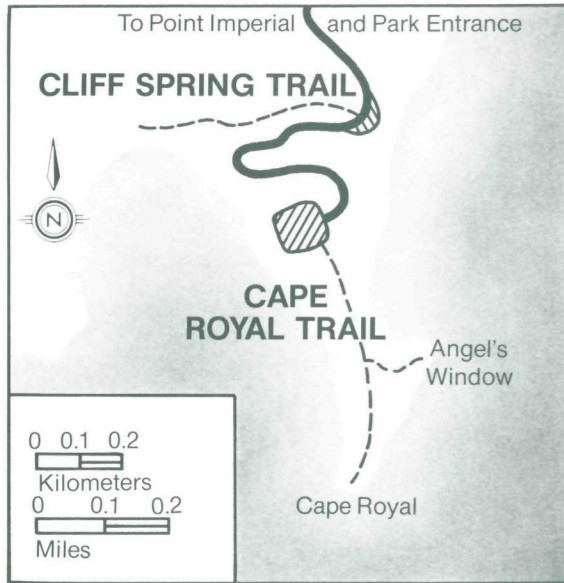 To Point Imperial and Park Entrance
CLIFF SPRING TRAIL
N
CAPE
ROYAL TRAIL
Angel's
Window
0 0.1 0.2
Kilometers
0 0.1 0.2
Miles
Cape Royal